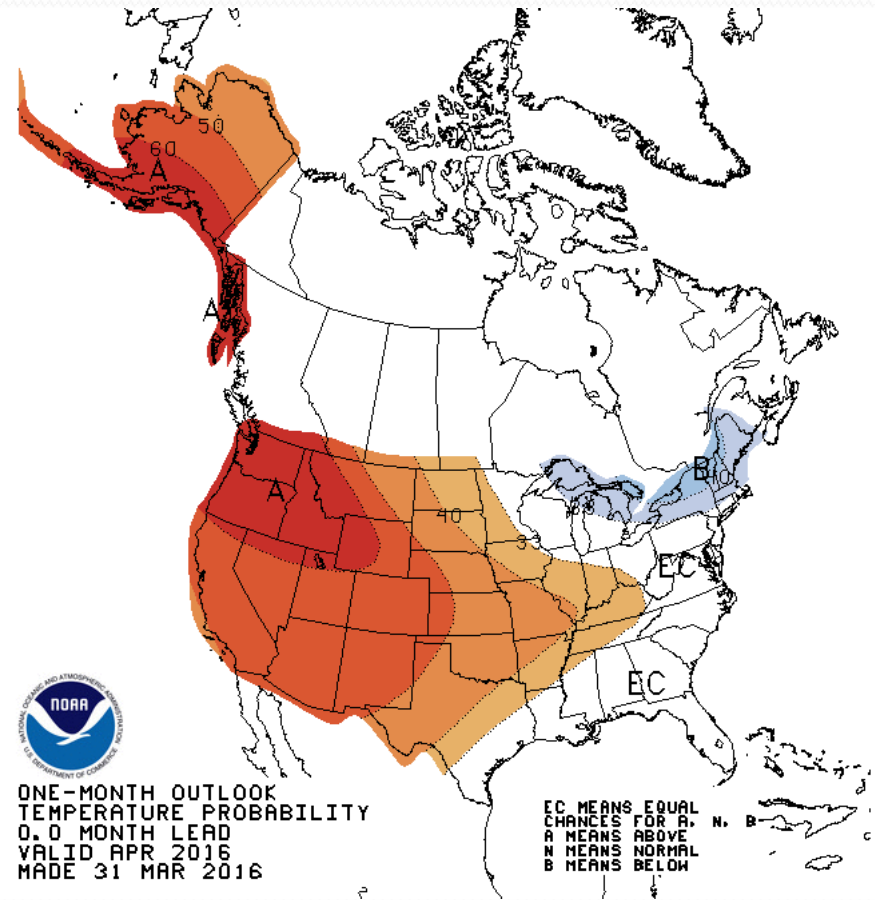 50
60
A
A
A
B
40
40
33
EC
EC
NATIONAL OCEANIC AND ATMOSPHERIC ADMINISTRATION
NOAA
U.S. DEPARTMENT OF COMMERCE
ONE-MONTH OUTLOOK
TEMPERATURE PROBABILITY
0.0 MONTH LEAD
VALID APR 2016
MADE 31 MAR 2016
EC MEANS EQUAL
CHANCES FOR A, N, B
A MEANS ABOVE
N MEANS NORMAL
B MEANS BELOW